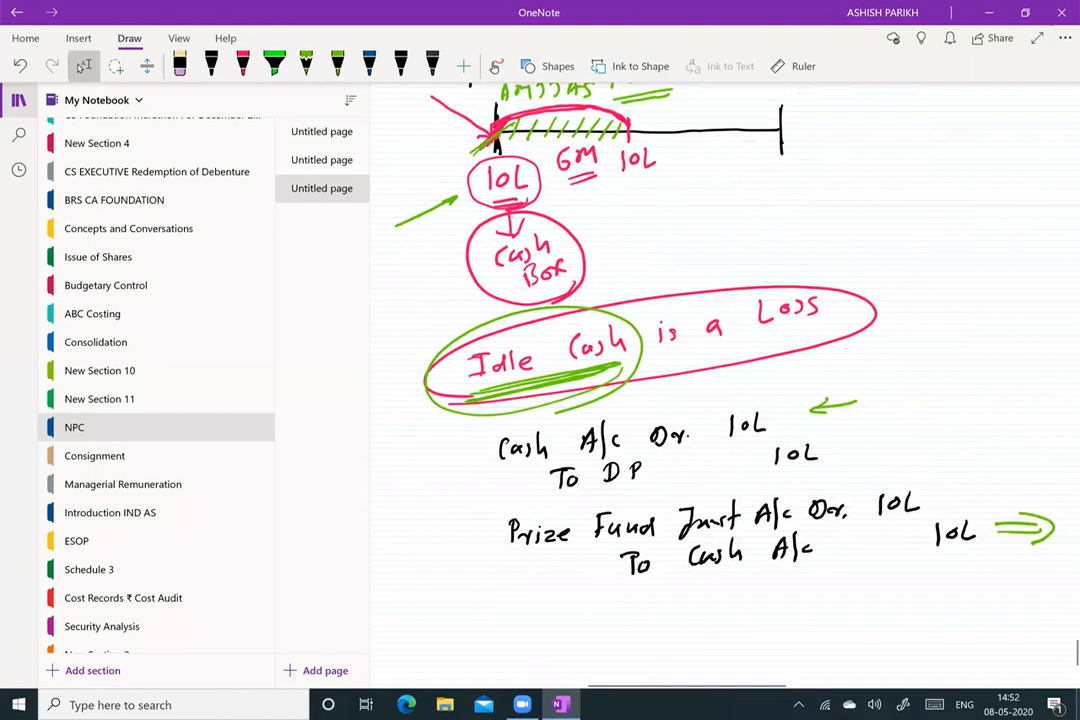 OneNote
ASHISH PARIKH
Home
Insert
Draw
View
Help
Share
Shapes
Ink to Shape
Ink to Text
Ruler
My Notebook
New Section 4
CS EXECUTIVE Redemption of Debenture
BRS CA FOUNDATION
Concepts and Conversations
Issue of Shares
Budgetary Control
ABC Costing
Consolidation
New Section 10
New Section 11
NPC
Consignment
Managerial Remuneration
Introduction IND AS
ESOP
Schedule 3
Cost Records ₹ Cost Audit
Security Analysis
Add section
Untitled page
Untitled page
Untitled page
Add page
AMJJAS
6M 10L
10L
Cash
Box
Idle Cash is a Loss
Cash A/c Dr. 10L
To DP 10L
Prize Fund Invt A/c Dr. 10L
To Cash A/c 10L
Type here to search
ENG
14:52
08-05-2020
1